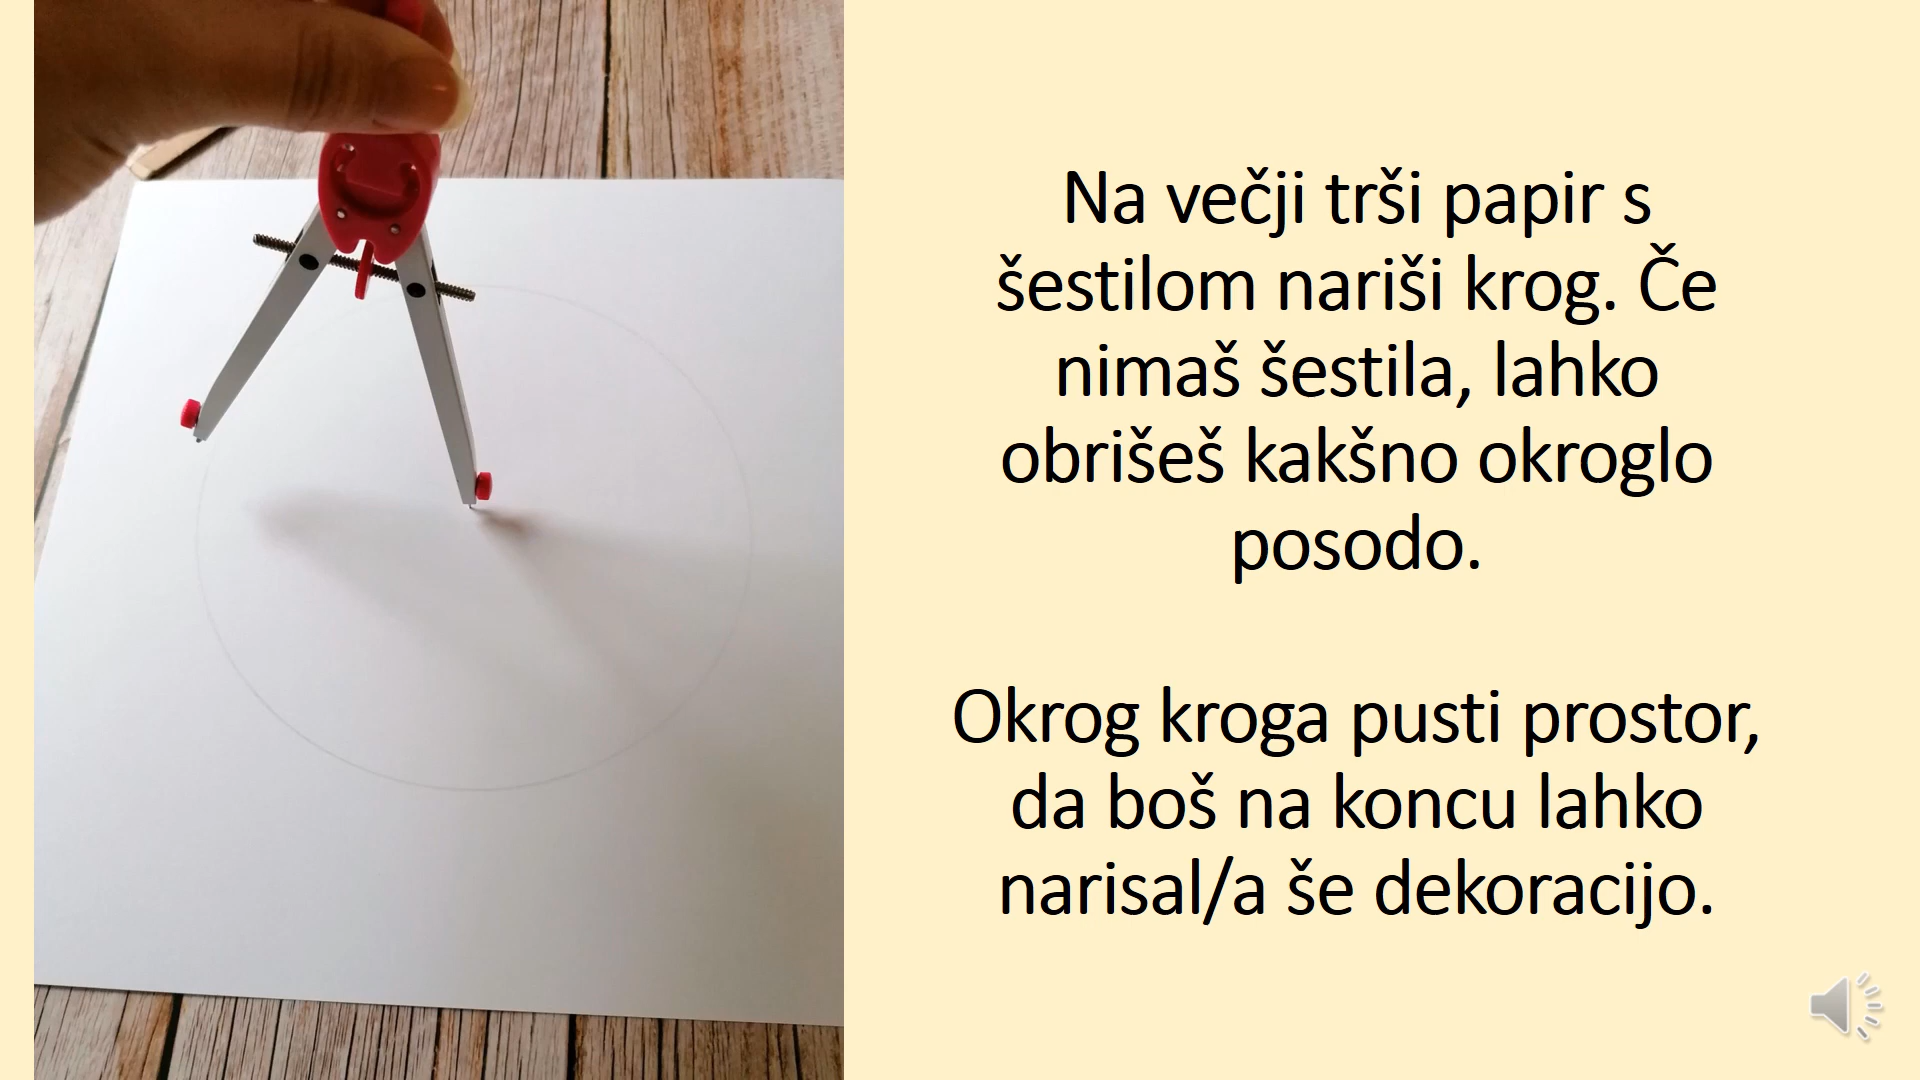 Na večji trši papir s
šestilom nariši krog. Če
nimaš šestila, lahko
obrišeš kakšno okroglo
posodo.
Okrog kroga pusti prostor,
da boš na koncu lahko
narisal/a še dekoracijo.